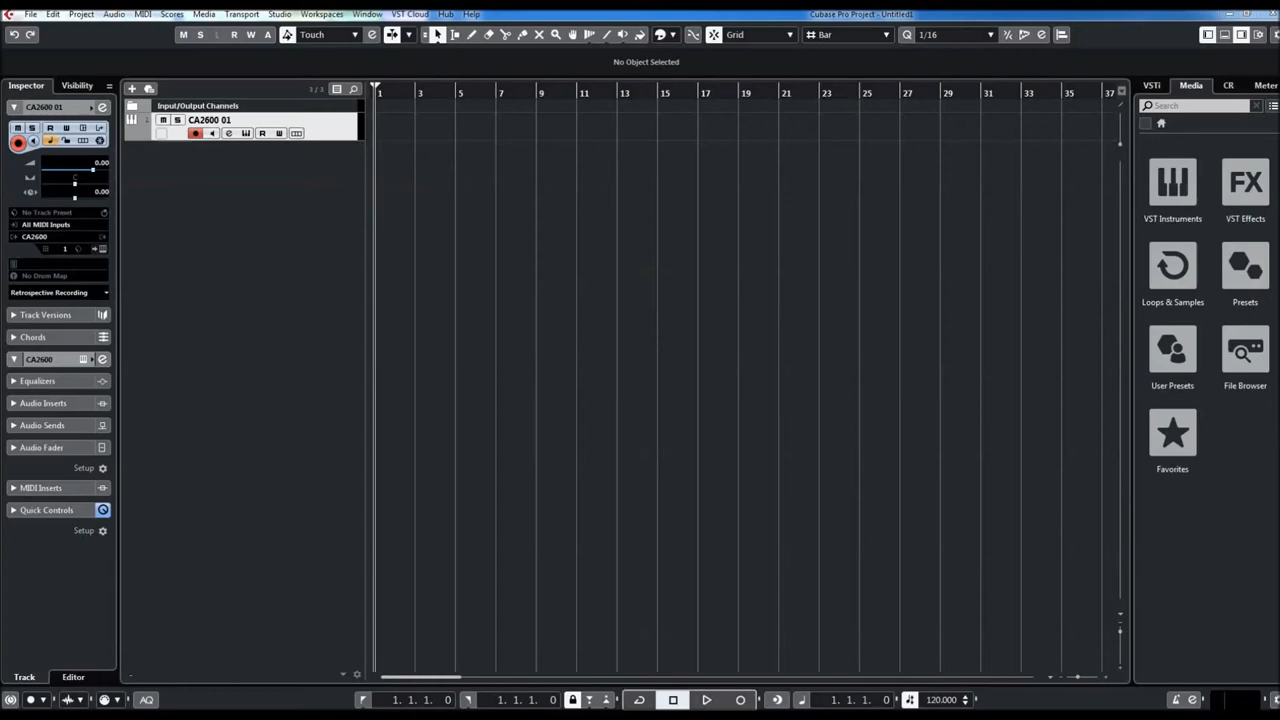 File Edit Project Audio MIDI Scores Media Transport Studio Workspaces Window VST Cloud Hub Help Cubase Pro Project - Untitled1
M S L R W A Touch Grid Bar Q 1/16
No Object Selected
Inspector Visibility 3 / 3 1 3 5 7 9 11 13 15 17 19 21 23 25 27 29 31 33 35 37 VSTi Media CR Meter
CA2600 01 Input/Output Channels Search
M S R W 1 M S CA2600 01
e R W
0.00
C
0.00
No Track Preset
All MIDI Inputs
CA2600
1
No Drum Map
Retrospective Recording
Track Versions
Chords
CA2600
Equalizers
Audio Inserts
Audio Sends
Audio Fader
Setup
MIDI Inserts
Quick Controls
Setup
FX
VST Instruments VST Effects
Loops & Samples Presets
User Presets File Browser
Favorites
Track Editor
AQ 1. 1. 1. 0 1. 1. 1. 0 1. 1. 1. 0 120.000